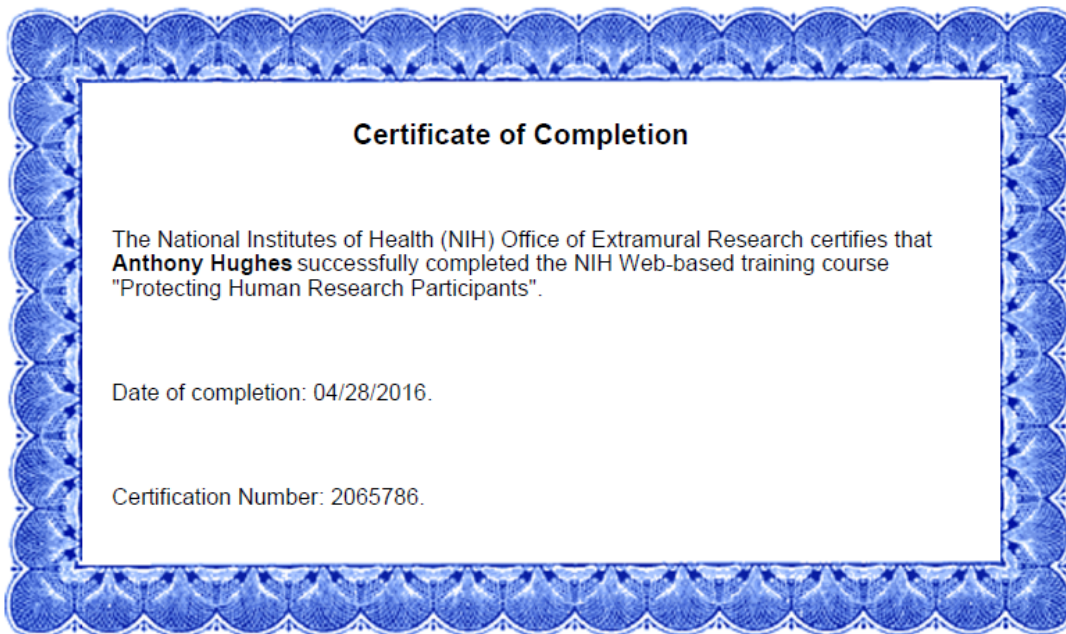 Certificate of Completion
The National Institutes of Health (NIH) Office of Extramural Research certifies that
Anthony Hughes successfully completed the NIH Web-based training course
"Protecting Human Research Participants".
Date of completion: 04/28/2016.
Certification Number: 2065786.